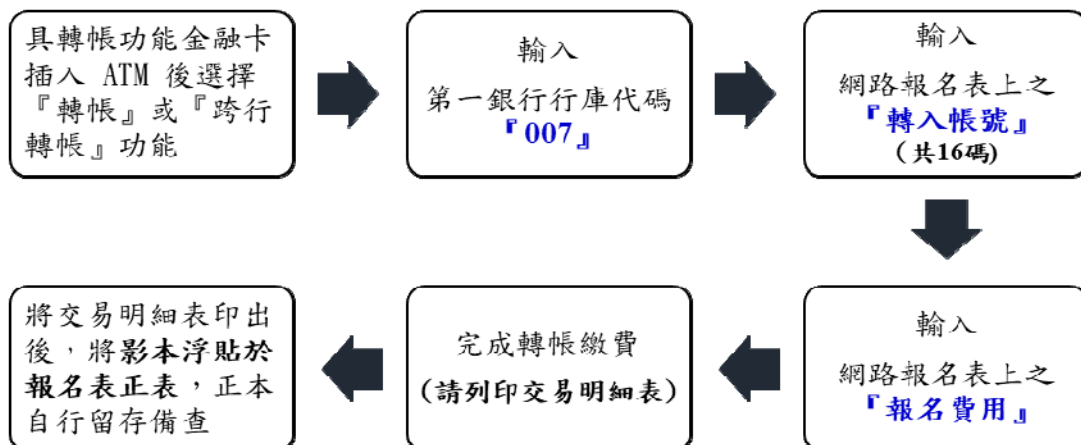 具轉帳功能金融卡
插入 ATM 後選擇
『轉帳』或『跨行
轉帳』功能
輸入
第一銀行行庫代碼
『007』
輸入
網路報名表上之
『轉入帳號』
(共16碼)
輸入
網路報名表上之
『報名費用』
完成轉帳繳費
(請列印交易明細表)
將交易明細表印出
後，將影本浮貼於
報名表正表，正本
自行留存備查